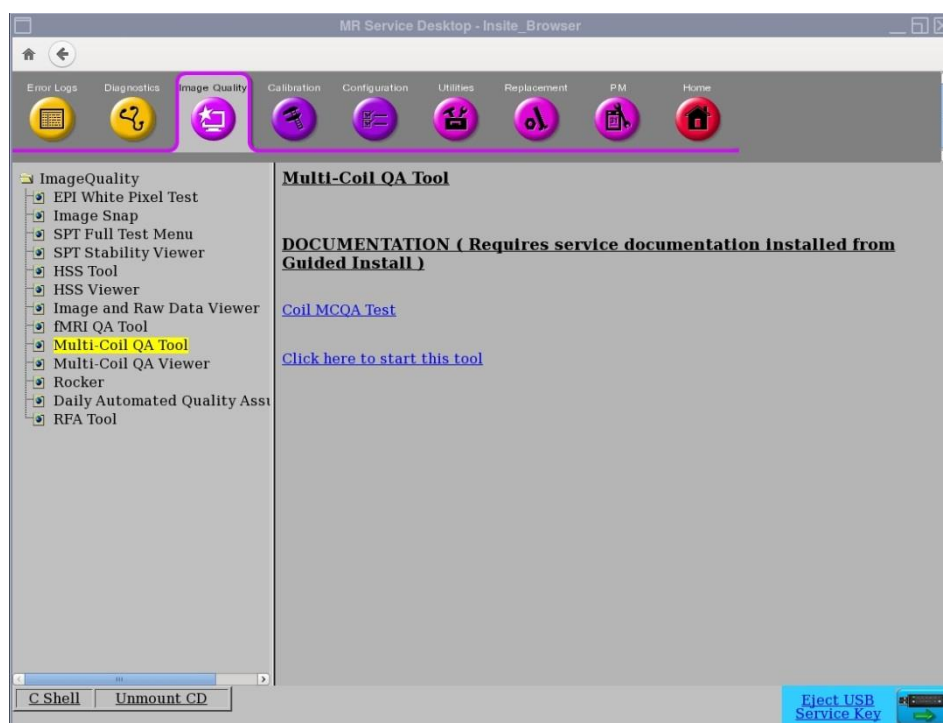 MR Service Desktop - Insite_Browser
Error Logs
Diagnostics
Image Quality
Calibration
Configuration
Utilities
Replacement
PM
Home
ImageQuality
EPI White Pixel Test
Image Snap
SPT Full Test Menu
SPT Stability Viewer
HSS Tool
HSS Viewer
Image and Raw Data Viewer
fMRI QA Tool
Multi-Coil QA Tool
Multi-Coil QA Viewer
Rocker
Daily Automated Quality Assu
RFA Tool
Multi-Coil QA Tool
DOCUMENTATION ( Requires service documentation installed from
Guided Install )
Coil MCQA Test
Click here to start this tool
C Shell
Unmount CD
Eject USB
Service Key